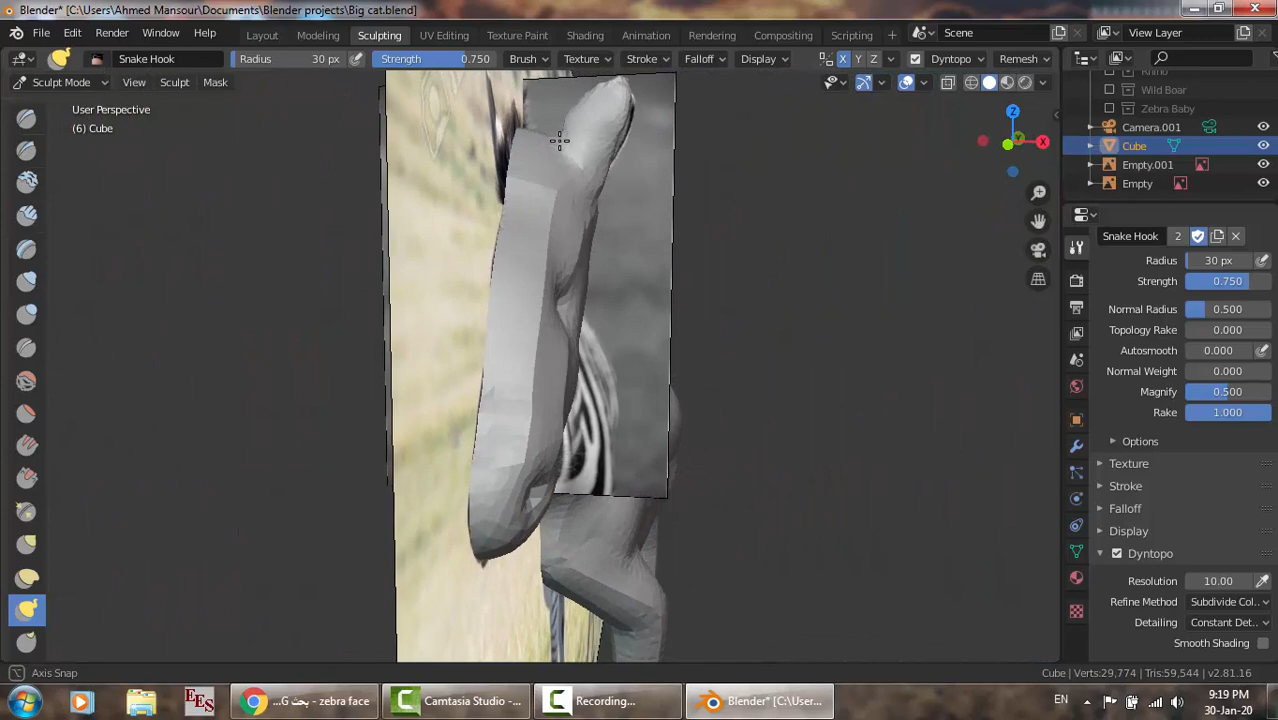 Blender* [C:\Users\Ahmed Mansour\Documents\Blender projects\Big cat.blend]
File Edit Render Window Help Layout Modeling Sculpting UV Editing Texture Paint Shading Animation Rendering Compositing Scripting + Scene View Layer
Snake Hook Radius 30 px Strength 0.750 Brush Texture Stroke Falloff Display X Y Z Dyntopo Remesh
Sculpt Mode View Sculpt Mask
User Perspective
(6) Cube
X
Z
Rhino
Wild Boar
Zebra Baby
Camera.001
Cube
Empty.001
Empty
Snake Hook 2
Radius 30 px
Strength 0.750
Normal Radius 0.500
Topology Rake 0.000
Autosmooth 0.000
Normal Weight 0.000
Magnify 0.500
Rake 1.000
Options
Texture
Stroke
Falloff
Display
Dyntopo
Resolution 10.00
Refine Method Subdivide Col...
Detailing Constant Det...
Smooth Shading
Axis Snap
Cube | Verts:29,774 | Tris:59,544 | v2.81.16
EES
...G بحث - zebra face
Camtasia Studio -...
Recording...
Blender* [C:\User...
EN
9:19 PM
30-Jan-20